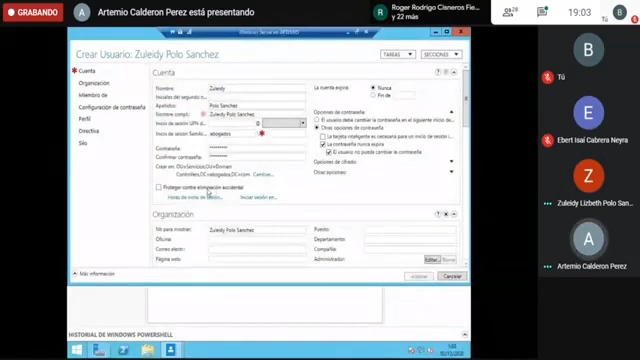 GRABANDO
Artemio Calderon Perez está presentando
Roger Rodrigo Cisneros Fie...
y 22 más
28
19:03
Tú
Crear Usuario: Zuleidy Polo Sanchez
TAREAS
SECCIONES
Cuenta
Organización
Miembro de
Configuración de contraseña
Perfil
Directiva
Silo
Cuenta
Nombre:
Zuleidy
Iniciales del segundo n...
Apellidos:
Polo Sanchez
Nombre compl.:
Zuleidy Polo Sanchez
Inicio de sesión UPN d...
@
Inicio de sesión SamAc...
abogados
Contraseña:
Confirmar contraseña:
Crear en: OU=Servicios,OU=Domain
Controllers,DC=abogados,DC=com
Cambiar...
Proteger contra eliminación accidental
Horas de inicio de sesión...
Iniciar sesión en...
La cuenta expira:
Nunca
Fin de
Opciones de contraseña:
El usuario debe cambiar la contraseña en el siguiente inicio de
Otras opciones de contraseña
La tarjeta inteligente es necesaria para un inicio de sesión i
La contraseña nunca expira
El usuario no puede cambiar la contraseña
Opciones de cifrado:
Otras opciones:
Organización
Nb para mostrar:
Zuleidy Polo Sanchez
Oficina:
Correo electr.:
Página web:
Puesto:
Departamento:
Compañía:
Administrador:
Editar...
Borrar
Más información
Aceptar
Cancelar
HISTORIAL DE WINDOWS POWERSHELL
B
Tú
E
Ebert Isaí Cabrera Neyra
Z
Zuleidy Lizbeth Polo San...
A
Artemio Calderon Perez